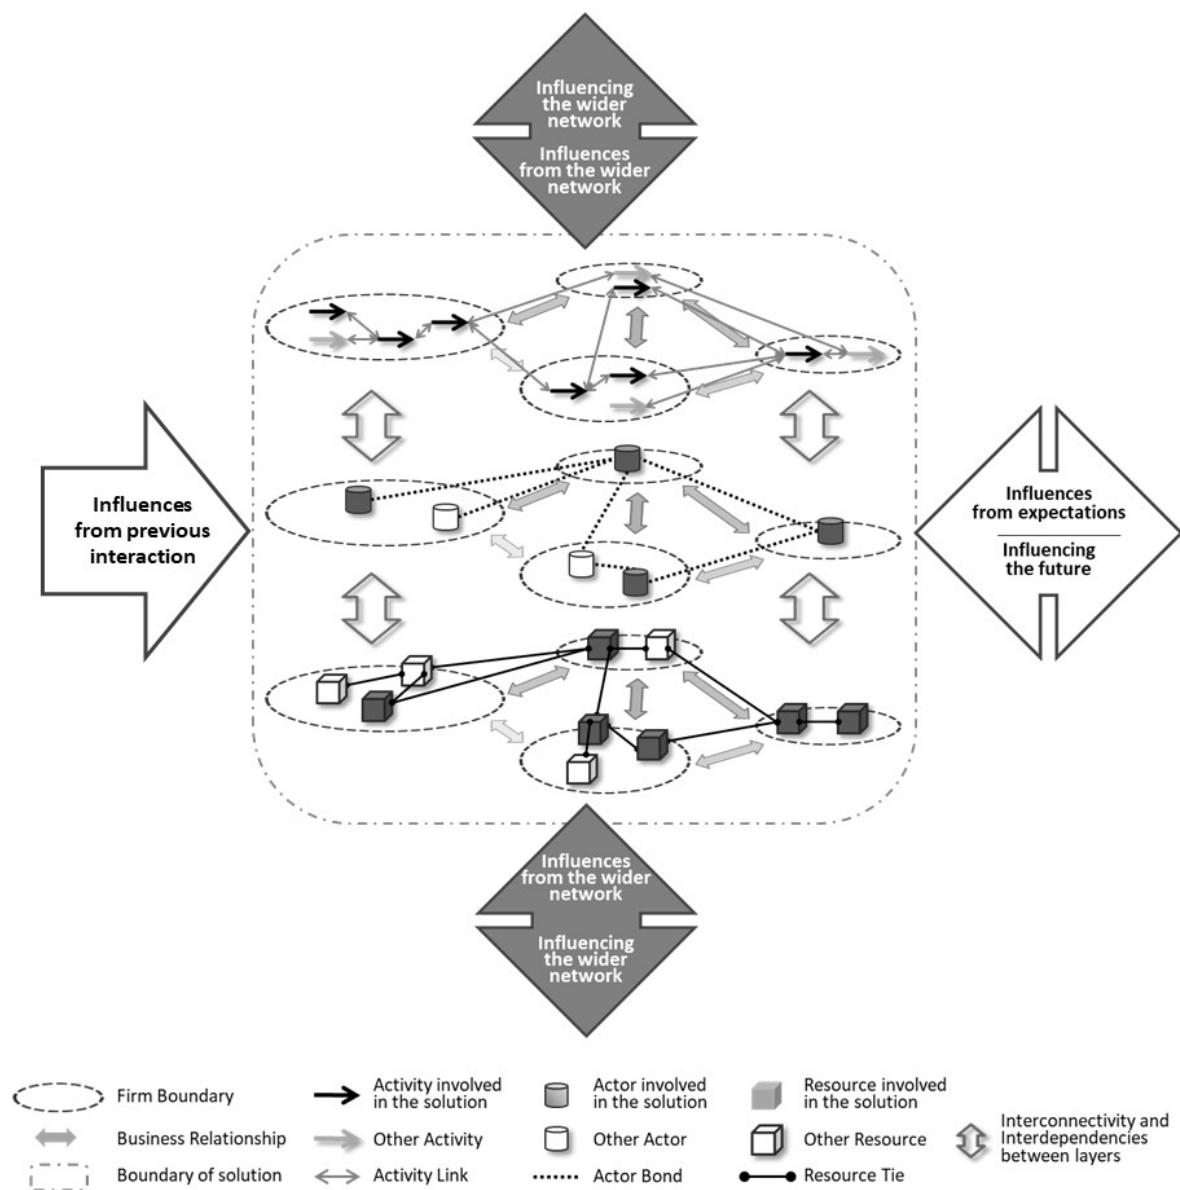 Influencing
the wider
network
Influences
from the wider
network
Influences
from previous
interaction
Influences
from expectations
Influencing
the future
Influences
from the wider
network
Influencing
the wider
network
Firm Boundary
Activity involved
in the solution
Actor involved
in the solution
Resource involved
in the solution
Business Relationship
Other Activity
Other Actor
Other Resource
Interconnectivity and
Interdependencies
between layers
Boundary of solution
Activity Link
Actor Bond
Resource Tie